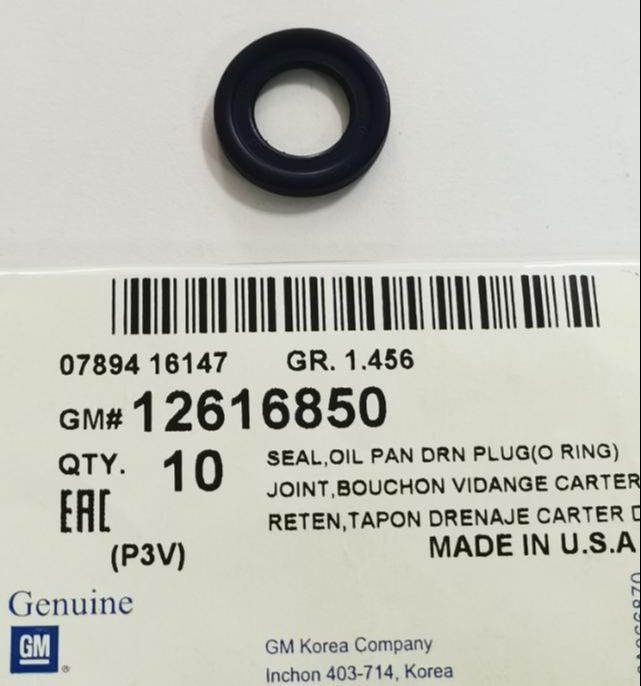 07894 16147 GR. 1.456
GM# 12616850
QTY. 10
SEAL,OIL PAN DRN PLUG(O RING)
JOINT,BOUCHON VIDANGE CARTER
RETEN,TAPON DRENAJE CARTER
EAC
(P3V)
MADE IN U.S.A
Genuine
GM
®
GM Korea Company
Inchon 403-714, Korea